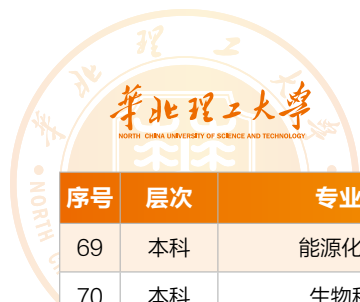 華北理工大學
NORTH CHINA UNIVERSITY OF SCIENCE AND TECHNOLOGY
序号 层次 专业
69 本科 能源化
70 本科 生物科